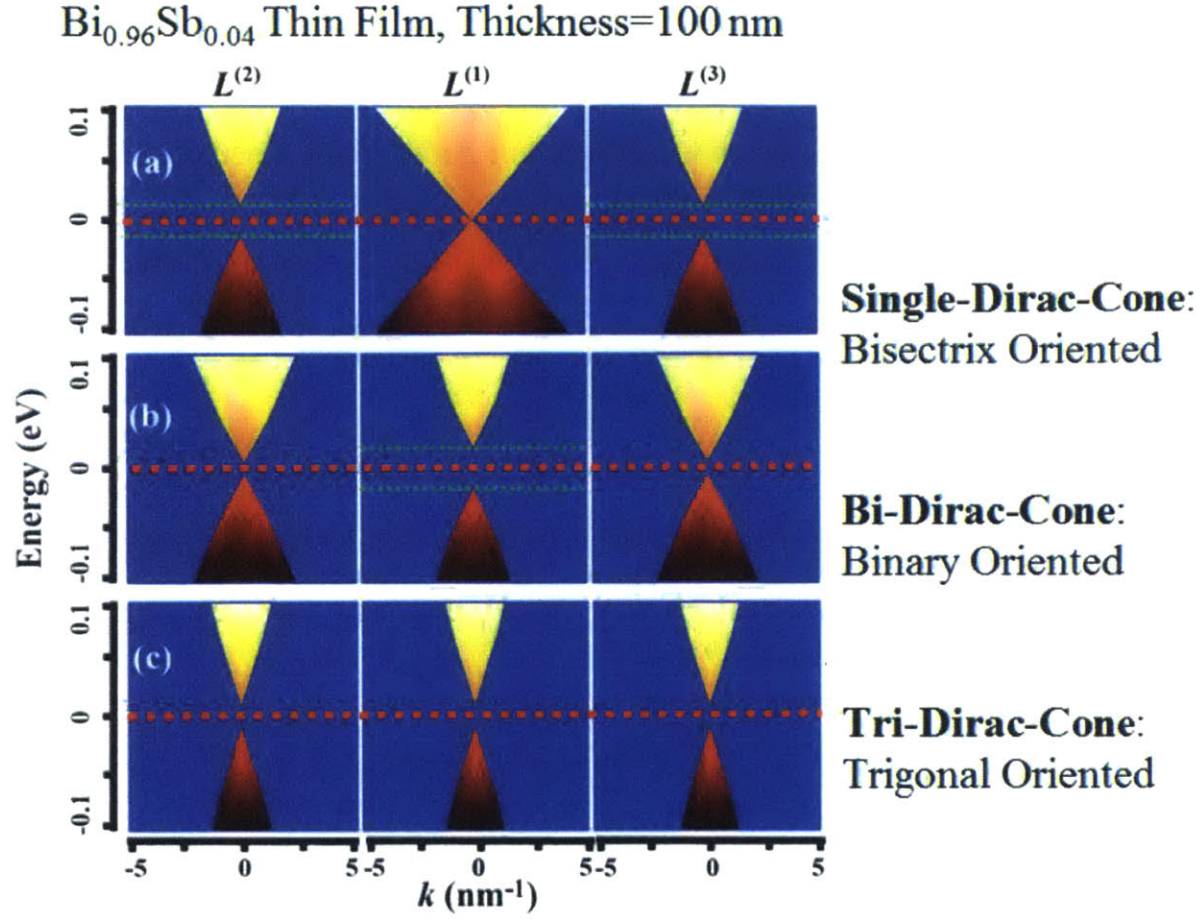 Bi0.96Sb0.04 Thin Film, Thickness=100 nm
L(2) L(1) L(3)
0.1
(a)
0
-0.1
Single-Dirac-Cone:
Bisectrix Oriented
0.1
(b)
0
-0.1
Energy (eV)
Bi-Dirac-Cone:
Binary Oriented
0.1
(c)
0
-0.1
Tri-Dirac-Cone:
Trigonal Oriented
-5 0 5 -5 0 5 -5 0 5
k (nm-1)